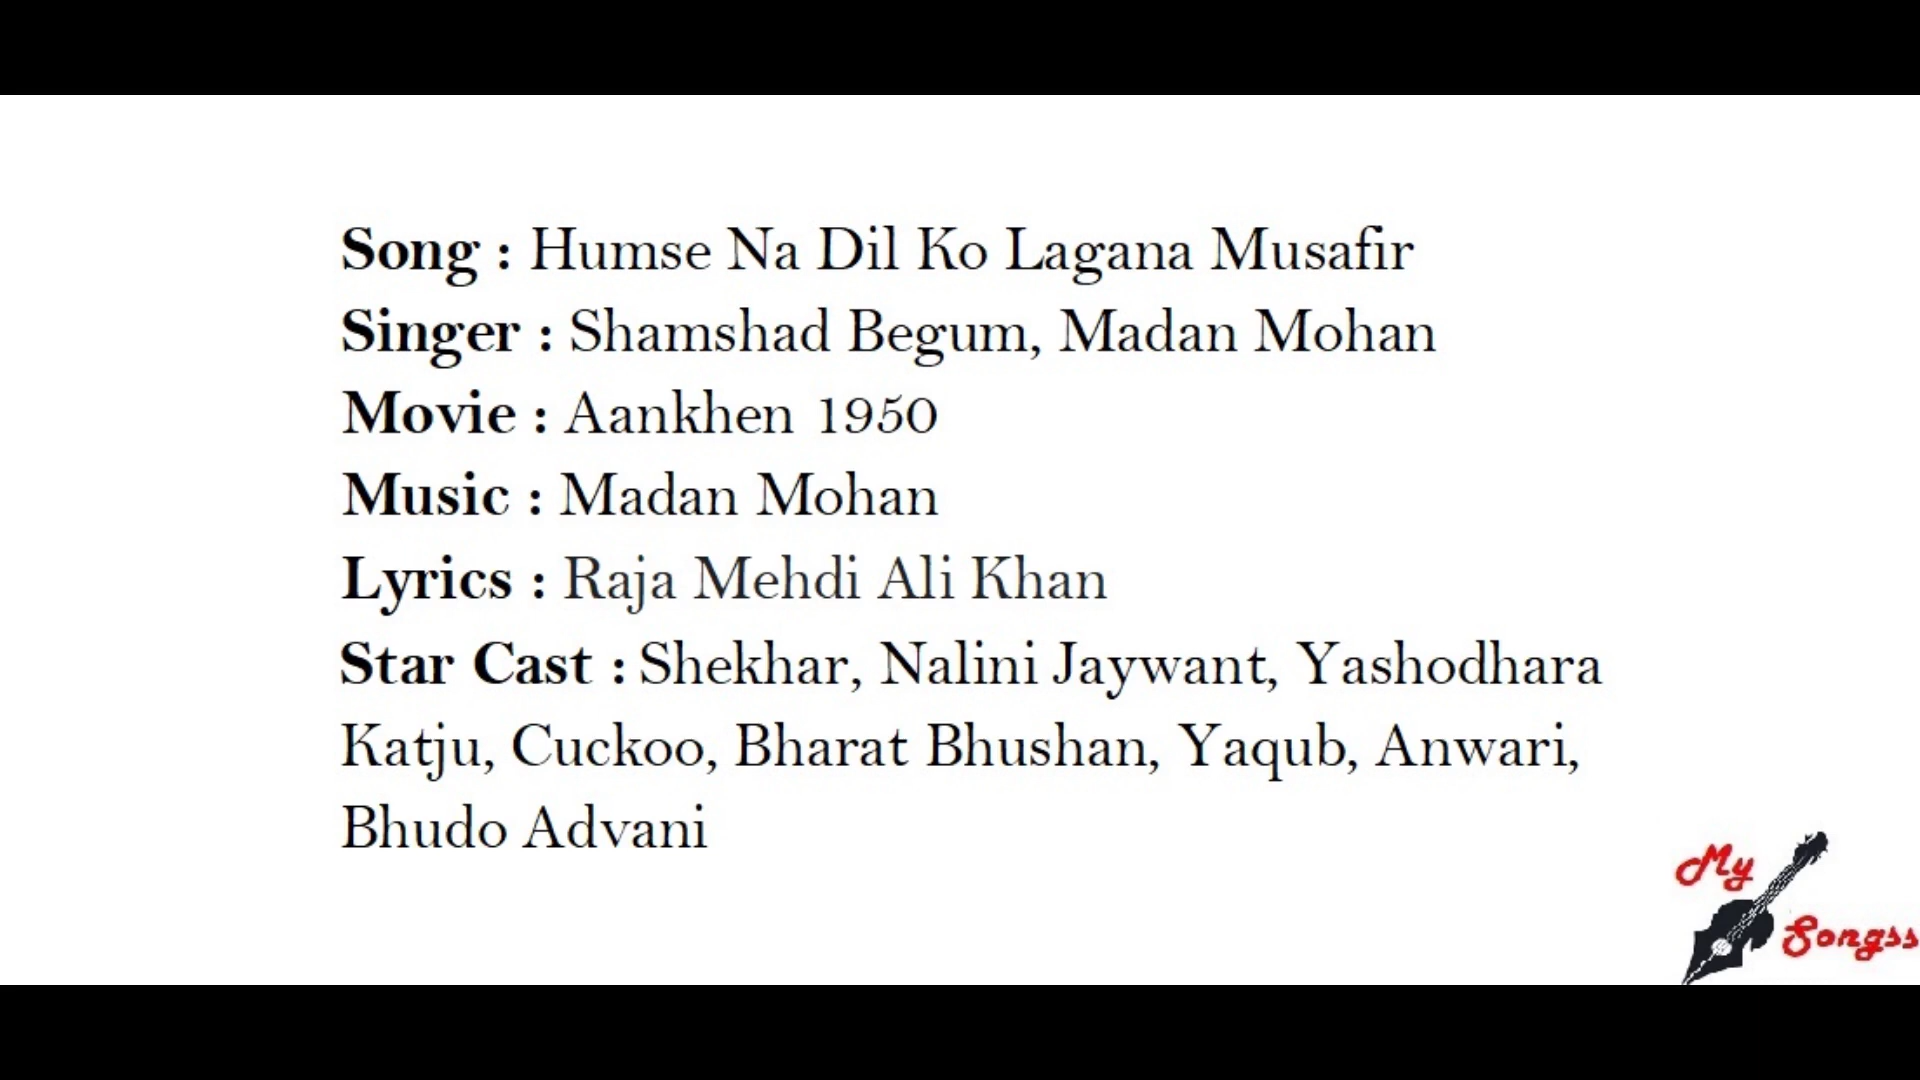 Song : Humse Na Dil Ko Lagana Musafir
Singer : Shamshad Begum, Madan Mohan
Movie : Aankhen 1950
Music : Madan Mohan
Lyrics : Raja Mehdi Ali Khan
Star Cast : Shekhar, Nalini Jaywant, Yashodhara
Katju, Cuckoo, Bharat Bhushan, Yaqub, Anwari,
Bhudo Advani
My
Songss